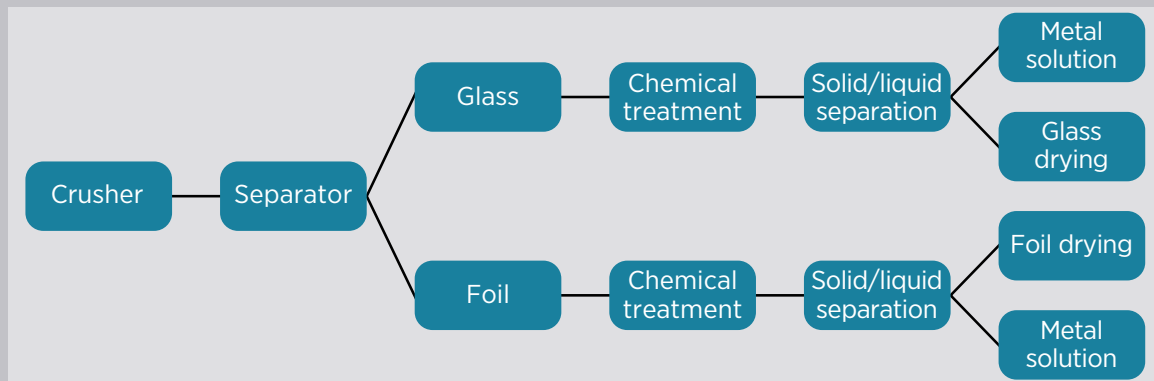 Crusher
Separator
Glass
Chemical
treatment
Solid/liquid
separation
Metal
solution
Glass
drying
Foil
Chemical
treatment
Solid/liquid
separation
Foil drying
Metal
solution